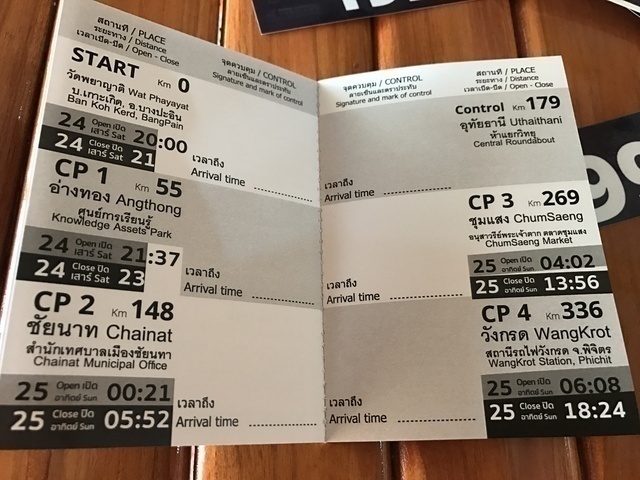 สถานที่ / PLACE
ระยะทาง / Distance
เวลาเปิด-ปิด / Open - Close
จุดควบคุม / CONTROL
ลายเซ็นและตราประทับ
Signature and mark of control
START Km 0
วัดพยาญาติ Wat Phayayat
บ.เกาะเกิด, อ.บางปะอิน
Ban Koh Kerd, BangPain
24 Open เปิด เสาร์ Sat 20:00
24 Close ปิด เสาร์ Sat 21
เวลาถึง
Arrival time
CP 1 Km 55
อ่างทอง Angthong
ศูนย์การเรียนรู้
Knowledge Assets Park
24 Open เปิด เสาร์ Sat 21:37
24 Close ปิด เสาร์ Sat 23
เวลาถึง
Arrival time
CP 2 Km 148
ชัยนาท Chainat
สำนักเทศบาลเมืองชัยนาท
Chainat Municipal Office
25 Open เปิด อาทิตย์ Sun 00:21
25 Close ปิด อาทิตย์ Sun 05:52
เวลาถึง
Arrival time
จุดควบคุม / CONTROL
ลายเซ็นและตราประทับ
Signature and mark of control
สถานที่ / PLACE
ระยะทาง / Distance
เวลาเปิด-ปิด / Open - Close
Control Km 179
อุทัยธานี Uthaithani
ห้าแยกวิทยุ
Central Roundabout
เวลาถึง
Arrival time
CP 3 Km 269
ชุมแสง ChumSaeng
อนุสาวรีย์พระเจ้าตาก ตลาดชุมแสง
ChumSaeng Market
25 Open เปิด อาทิตย์ Sun 04:02
25 Close ปิด อาทิตย์ Sun 13:56
เวลาถึง
Arrival time
CP 4 Km 336
วังกรด WangKrot
สถานีรถไฟวังกรด จ.พิจิตร
WangKrot Station, Phichit
25 Open เปิด อาทิตย์ Sun 06:08
25 Close ปิด อาทิตย์ Sun 18:24
เวลาถึง
Arrival time